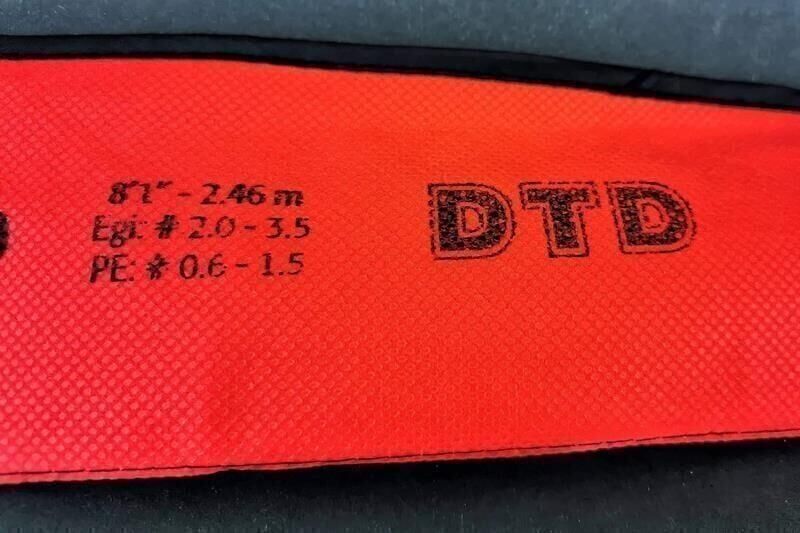 8'1" - 2.46 m
Egi: # 2.0 - 3.5
PE: # 0.6 - 1.5
DTD